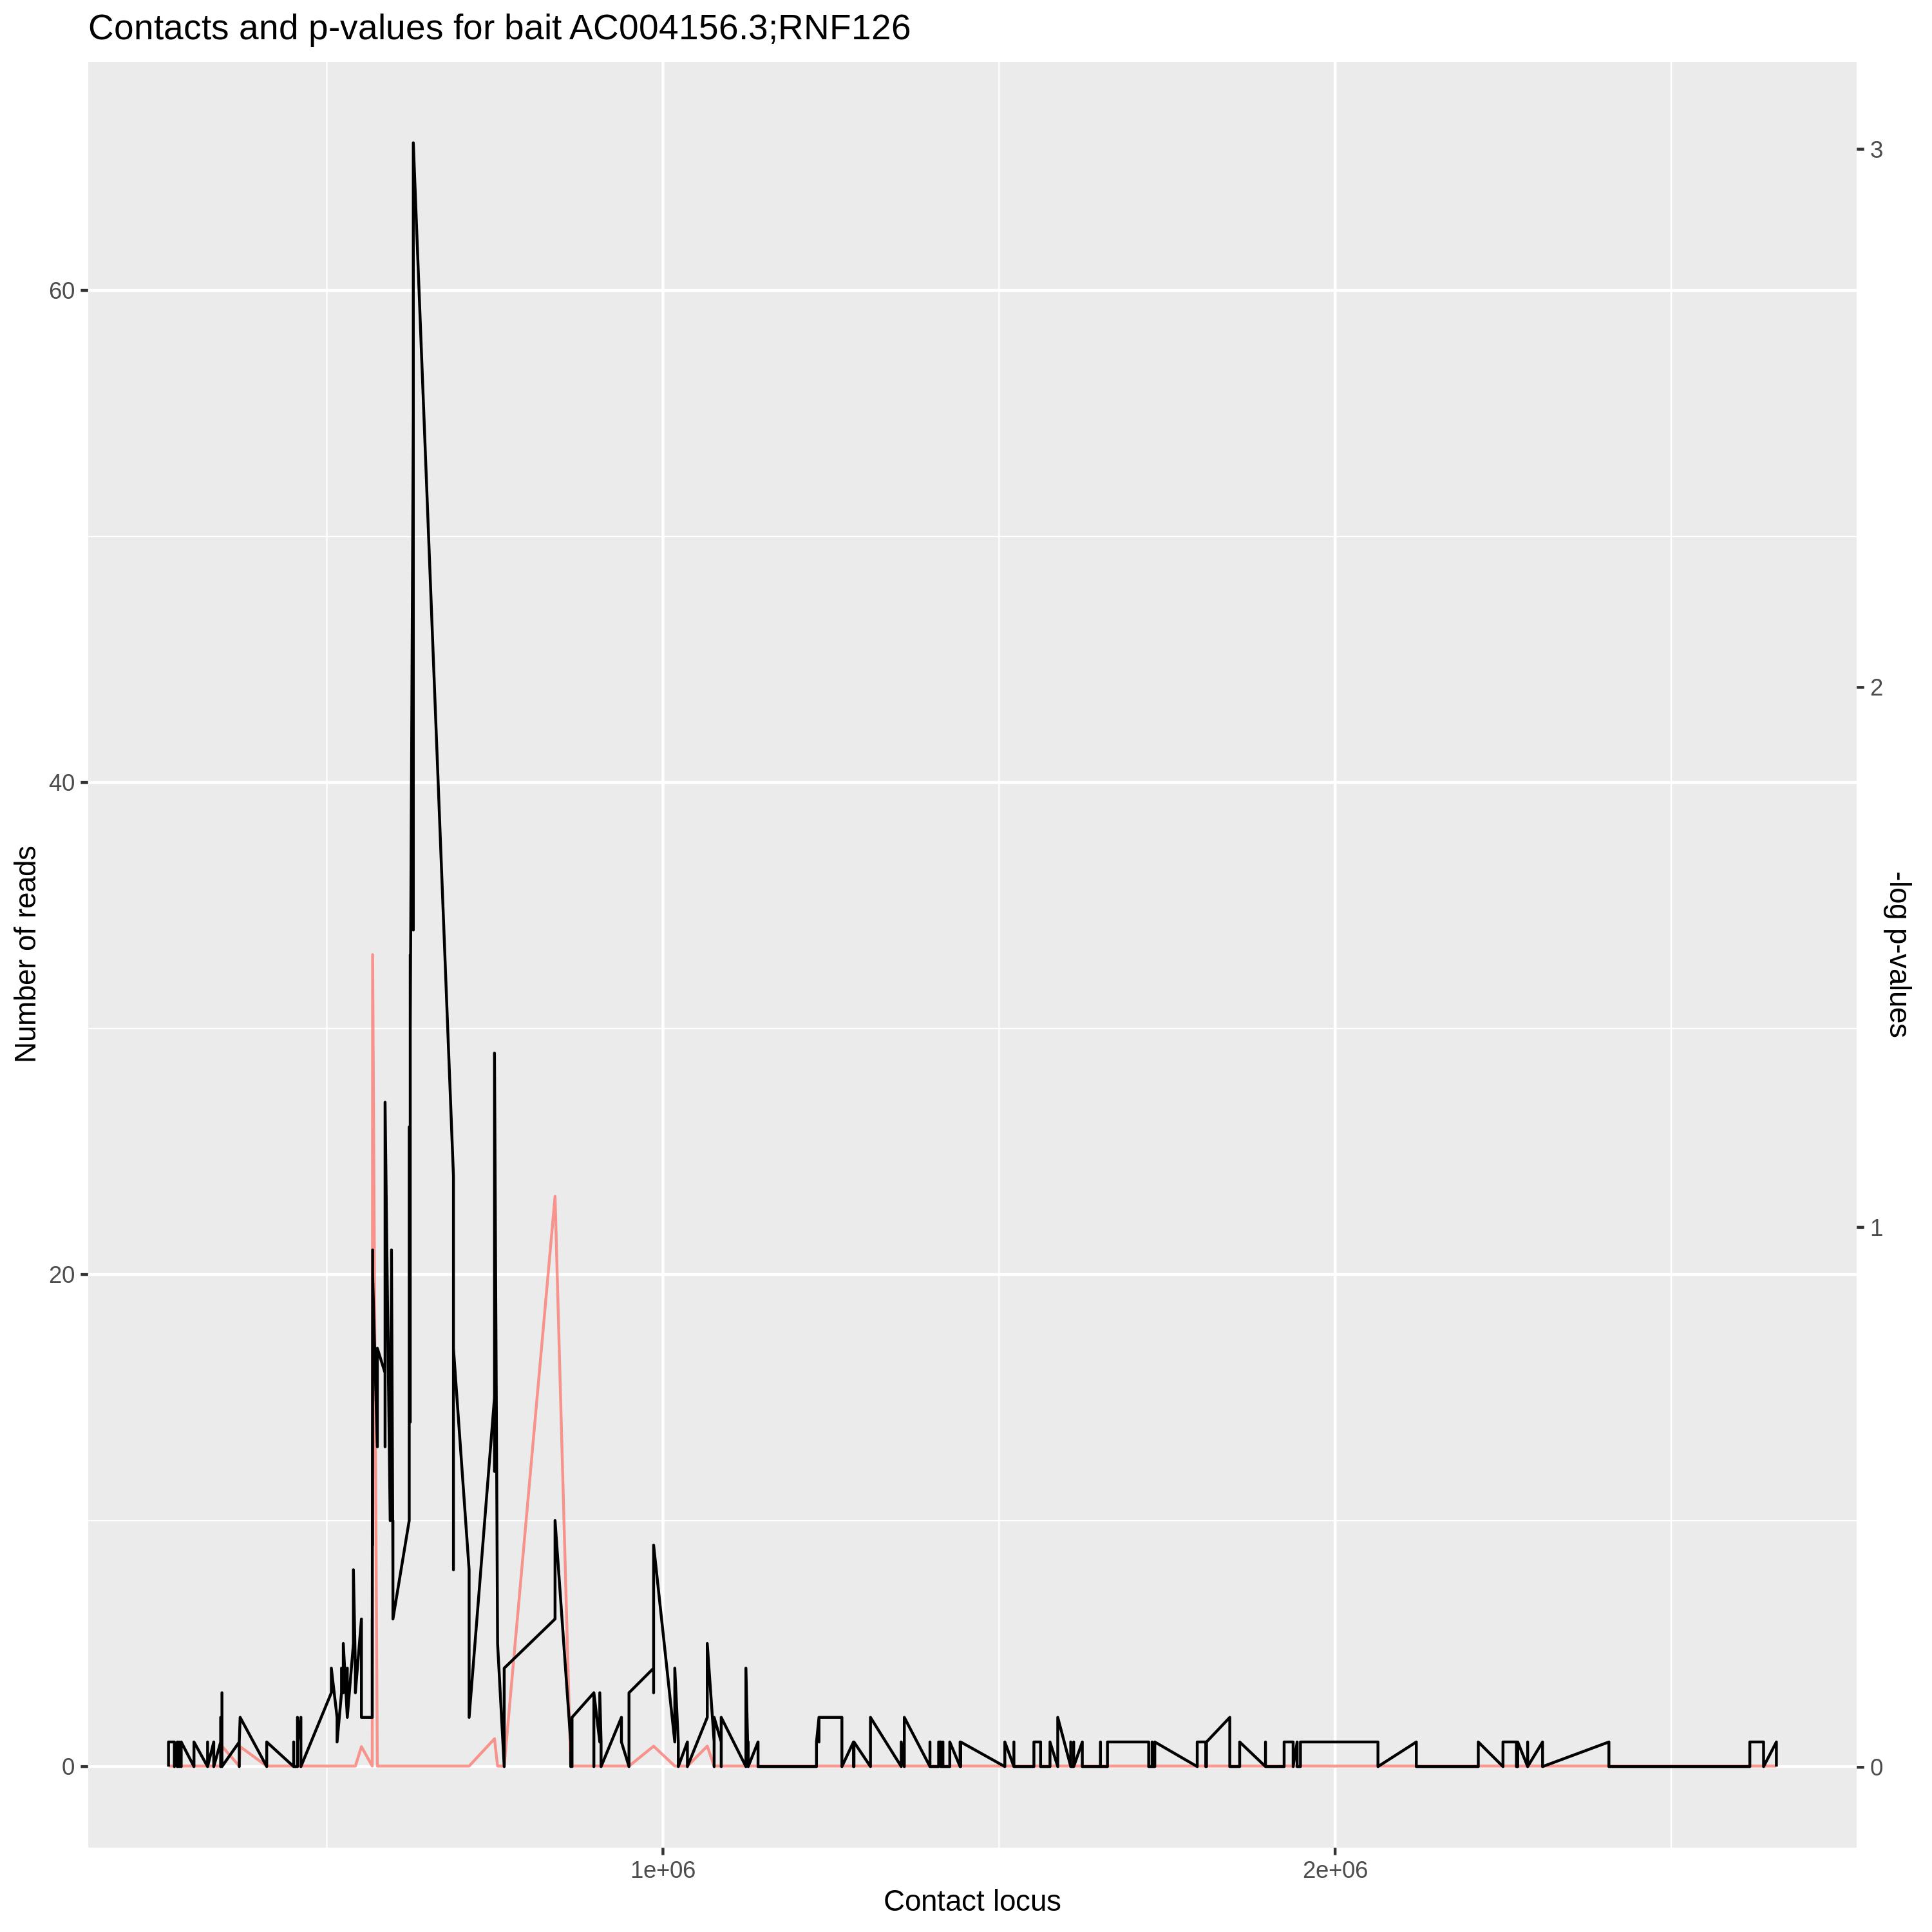 Contacts and p-values for bait AC004156.3;RNF126
60
40
20
0
Number of reads
3
2
1
0
-log p-values
1e+06
2e+06
Contact locus